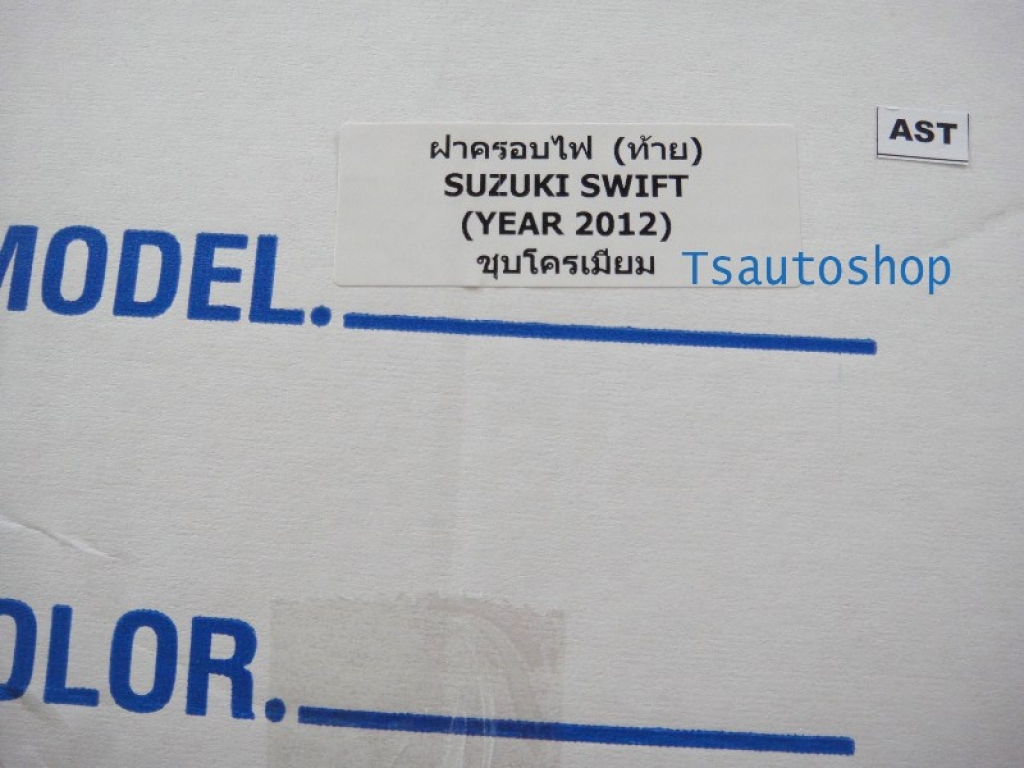 AST
ฝาครอบไฟ (ท้าย)
SUZUKI SWIFT
(YEAR 2012)
ชุบโครเมียม
Tsautoshop
MODEL.
OLOR.